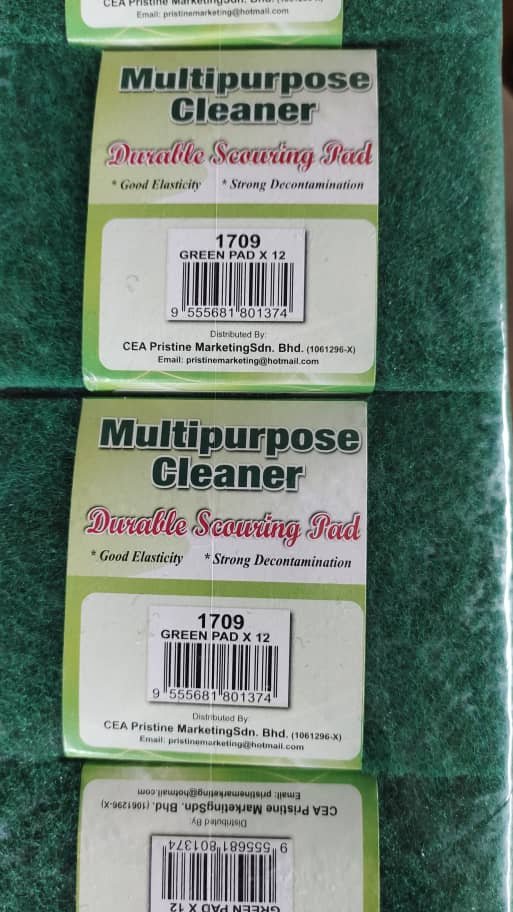 CEA Pristine MarketingSdn. Bhd.
Email: pristinemarketing@hotmail.com
Multipurpose
Cleaner
Durable Scouring Pad
* Good Elasticity * Strong Decontamination
1709
GREEN PAD X 12
9 555681 801374
Distributed By:
CEA Pristine MarketingSdn. Bhd. (1061296-X)
Email: pristinemarketing@hotmail.com
Multipurpose
Cleaner
Durable Scouring Pad
* Good Elasticity * Strong Decontamination
1709
GREEN PAD X 12
9 555681 801374
Distributed By
CEA Pristine MarketingSdn. Bhd. (1061296-X)
Email: pristinemarketing@hotmail.com
GREEN PAD X 12
9 555681 801374
Distributed By
CEA Pristine MarketingSdn. Bhd. (1061296-X)
Email: pristinemarketing@hotmail.com